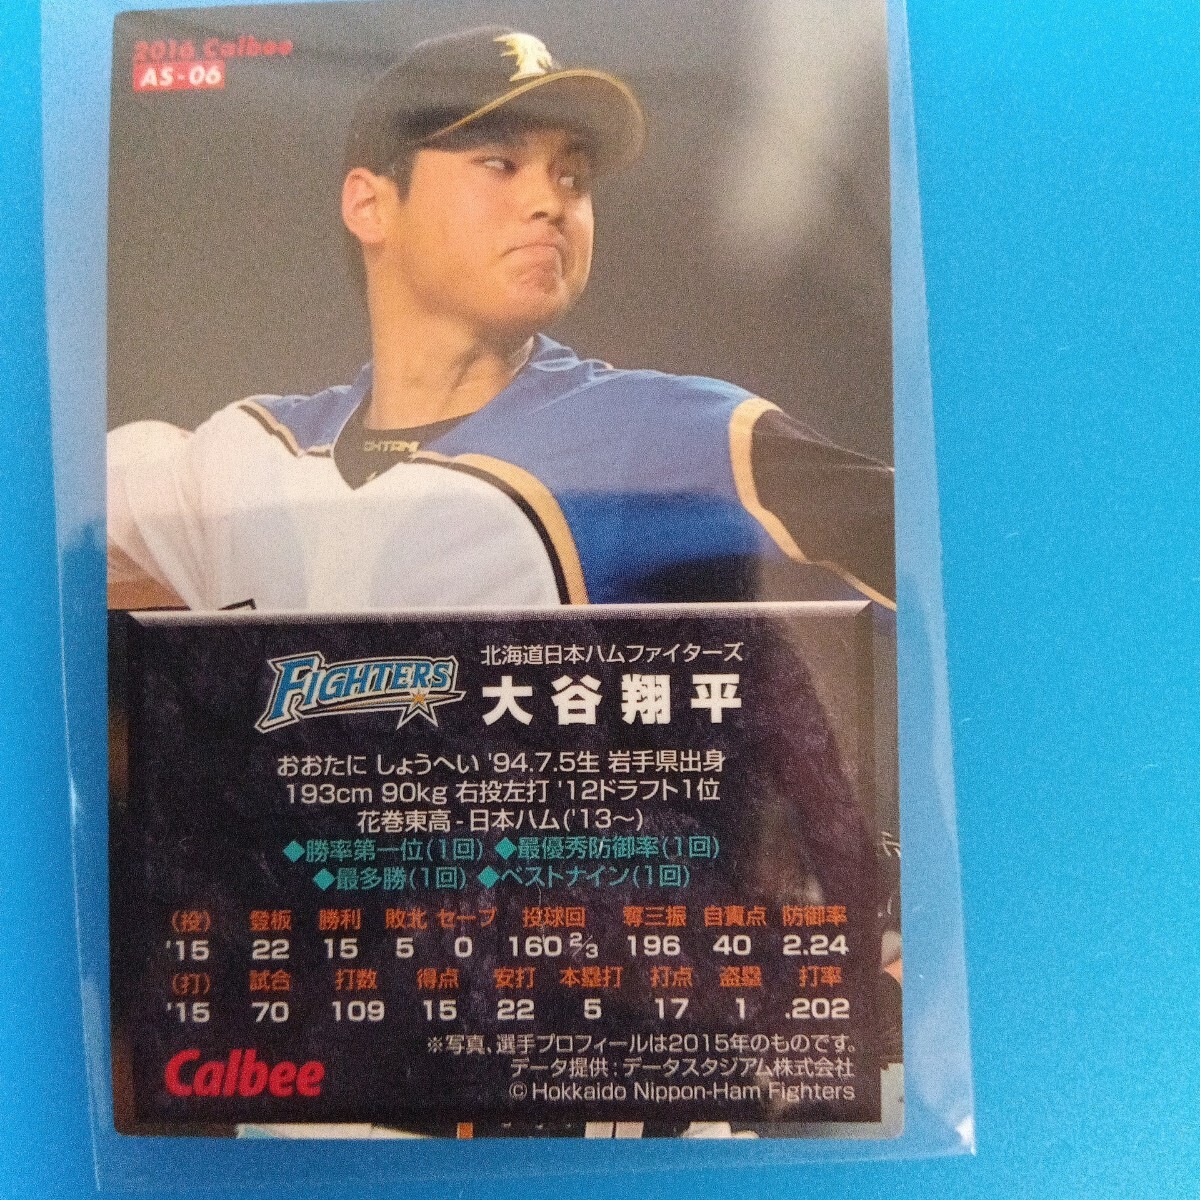 2016 Calbee
AS-06
OHTANI
FIGHTERS
北海道日本ハムファイターズ
大谷翔平
おおたに しょうへい '94.7.5生 岩手県出身
193cm 90kg 右投左打 '12ドラフト1位
花巻東高-日本ハム('13〜)
◆勝率第一位(1回) ◆最優秀防御率(1回)
◆最多勝(1回) ◆ベストナイン(1回)
(投) 登板 勝利 敗北 セーブ 投球回 奪三振 自責点 防御率
'15 22 15 5 0 160 2/3 196 40 2.24
(打) 試合 打数 得点 安打 本塁打 打点 盗塁 打率
'15 70 109 15 22 5 17 1 .202
※写真、選手プロフィールは2015年のものです。
データ提供:データスタジアム株式会社
© Hokkaido Nippon-Ham Fighters
Calbee